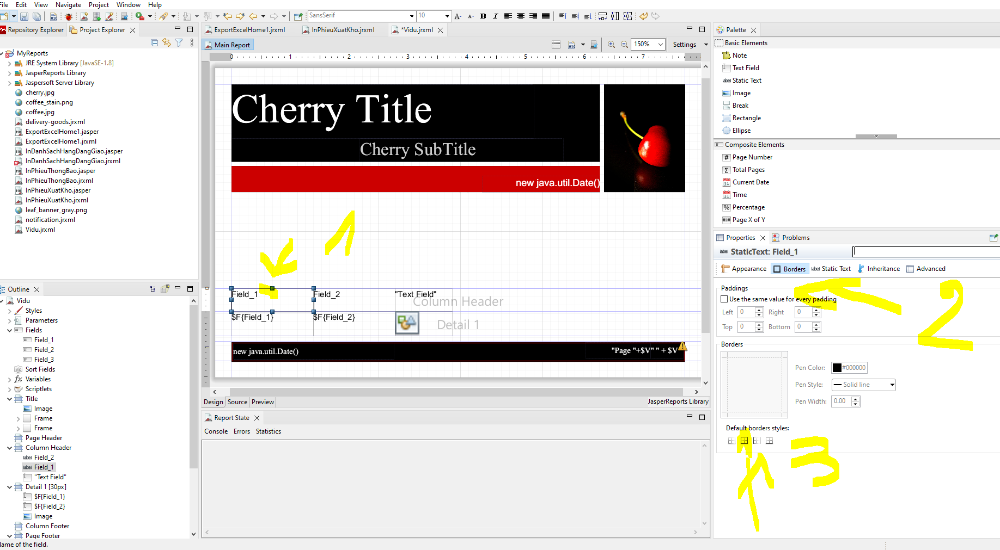 File Edit View Navigate Project Window Help
SansSerif 10
Repository Explorer Project Explorer
MyReports
JRE System Library [JavaSE-1.8]
JasperReports Library
Jaspersoft Server Library
cherry.jpg
coffee_stain.png
coffee.jpg
delivery-goods.jrxml
ExportExcelHome1.jasper
ExportExcelHome1.jrxml
InDanhSachHangDangGiao.jasper
InDanhSachHangDangGiao.jrxml
InPhieuThongBao.jasper
InPhieuThongBao.jrxml
InPhieuXuatKho.jasper
InPhieuXuatKho.jrxml
leaf_banner_gray.png
notification.jrxml
Vidu.jrxml
Outline
Vidu
Styles
Parameters
Fields
Field_1
Field_2
Field_3
Sort Fields
fx Variables
Scriptlets
Title
Image
Frame
Frame
Page Header
Column Header
label Field_2
label Field_1
"Text Field"
Detail 1 [30px]
$F{Field_1}
$F{Field_2}
Image
Column Footer
Page Footer
Name of the field.
ExportExcelHome1.jrxml InPhieuXuatKho.jrxml *Vidu.jrxml
Main Report
150% Settings
0 1 2 3 4 5 6 7
Cherry Title
Cherry SubTitle
new java.util.Date()
1
Field_1 Field_2 "Text Field"
Column Header
$F{Field_1} $F{Field_2}
Detail 1
new java.util.Date() "Page "+$V" " + $V
Design Source Preview JasperReports Library
Report State
Console Errors Statistics
Palette
Basic Elements
Note
Text Field
label Static Text
Image
Break
Rectangle
Ellipse
Composite Elements
# Page Number
Σ Total Pages
31 Current Date
31 Time
% Percentage
#/# Page X of Y
Properties Problems
label StaticText: Field_1
Appearance Borders label Static Text Inheritance Advanced
Paddings
Use the same value for every padding
Left 0 Right 0
Top 0 Bottom 0
2
Borders
Pen Color: #000000
Pen Style: Solid line
Pen Width: 0.00
Default borders styles:
3